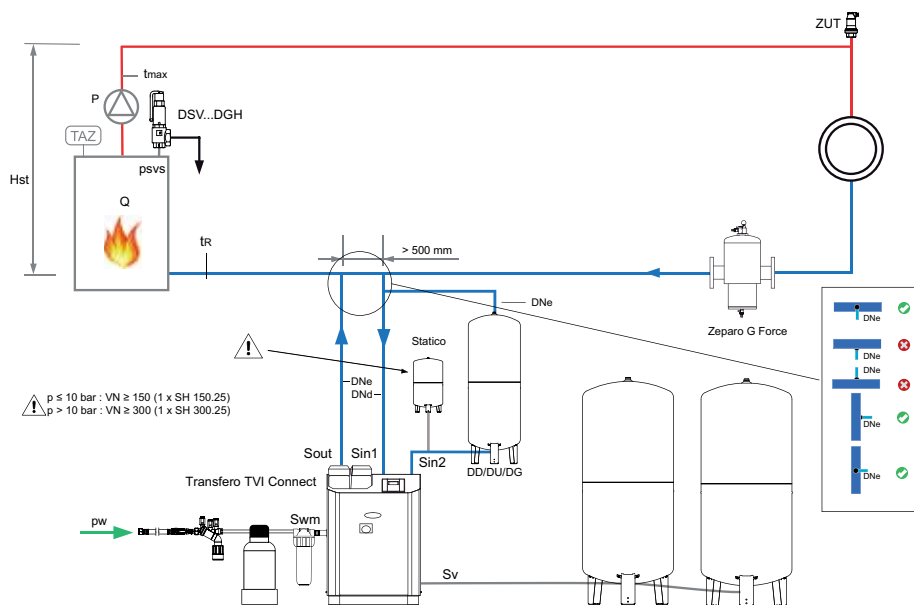 ZUT
tmax
P
DSV...DGH
TAZ
psvs
Hst
Q
tR
> 500 mm
DNe
Zeparo G Force
DNe
DNe
DNe
DNe
DNe
Statico
DNe
DNd
p ≤ 10 bar : VN ≥ 150 (1 x SH 150.25)
p > 10 bar : VN ≥ 300 (1 x SH 300.25)
Sout
Sin1
Sin2
DD/DU/DG
Transfero TVI Connect
pw
Swm
Sv